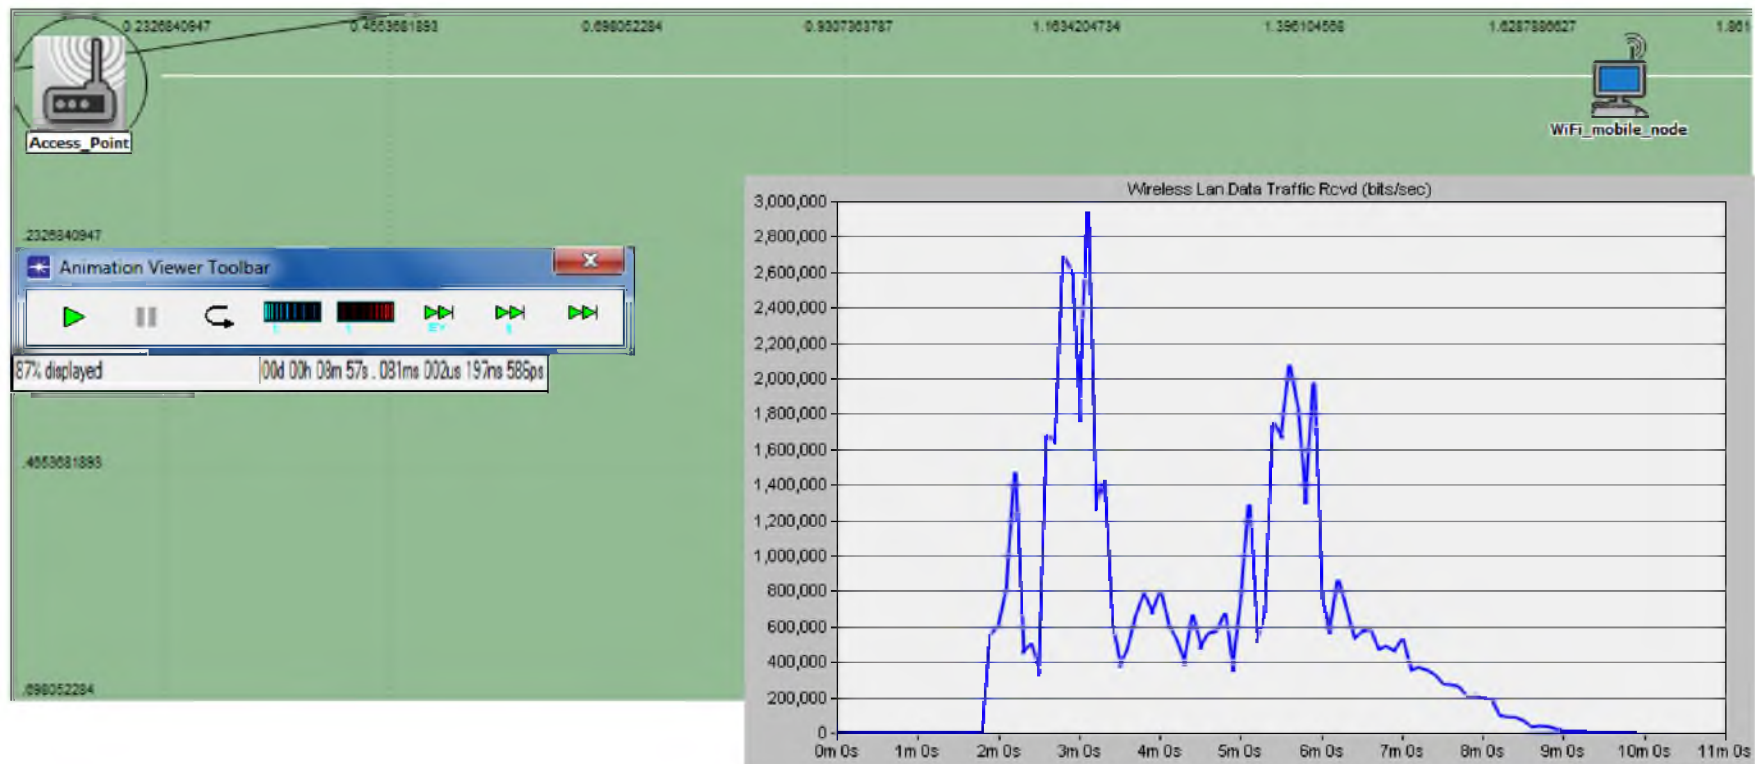 0.2326840947 0.4653681893 0.698052284 0.9307363787 1.1634204734 1.396104568 1.6287886627 1.861
Access_Point
WiFi_mobile_node
Wireless Lan.Data Traffic Rcvd (bits/sec)
3,000,000
2,800,000
2,600,000
2,400,000
2,200,000
2,000,000
1,800,000
1,600,000
1,400,000
1,200,000
1,000,000
800,000
600,000
400,000
200,000
0
0m 0s 1m 0s 2m 0s 3m 0s 4m 0s 5m 0s 6m 0s 7m 0s 8m 0s 9m 0s 10m 0s 11m 0s
.2326840947
Animation Viewer Toolbar
87% displayed 00d 00h 08m 57s . 031ms 002us 197ns 586ps
.4653681893
.698052284